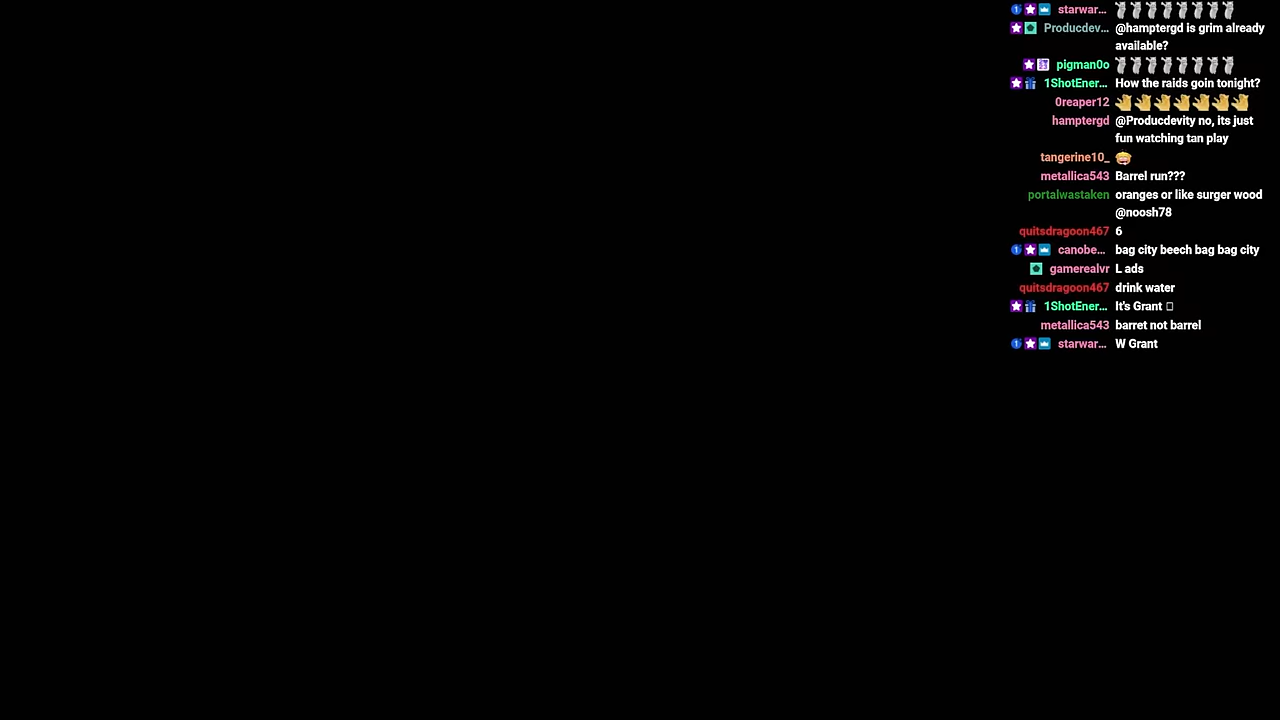 starwar...
@hamptergd is grim already
Producdev...
available?
pigman0o
1ShotEner... How the raids goin tonight?
0reaper12
hamptergd @Producdevity no, its just
fun watching tan play
tangerine10_
metallica543 Barrel run???
portalwastaken oranges or like surger wood
@noosh78
quitsdragoon467 6
canobe... bag city beech bag bag city
gamerealvr L ads
quitsdragoon467 drink water
1ShotEner... It's Grant
metallica543 barret not barrel
starwar... W Grant